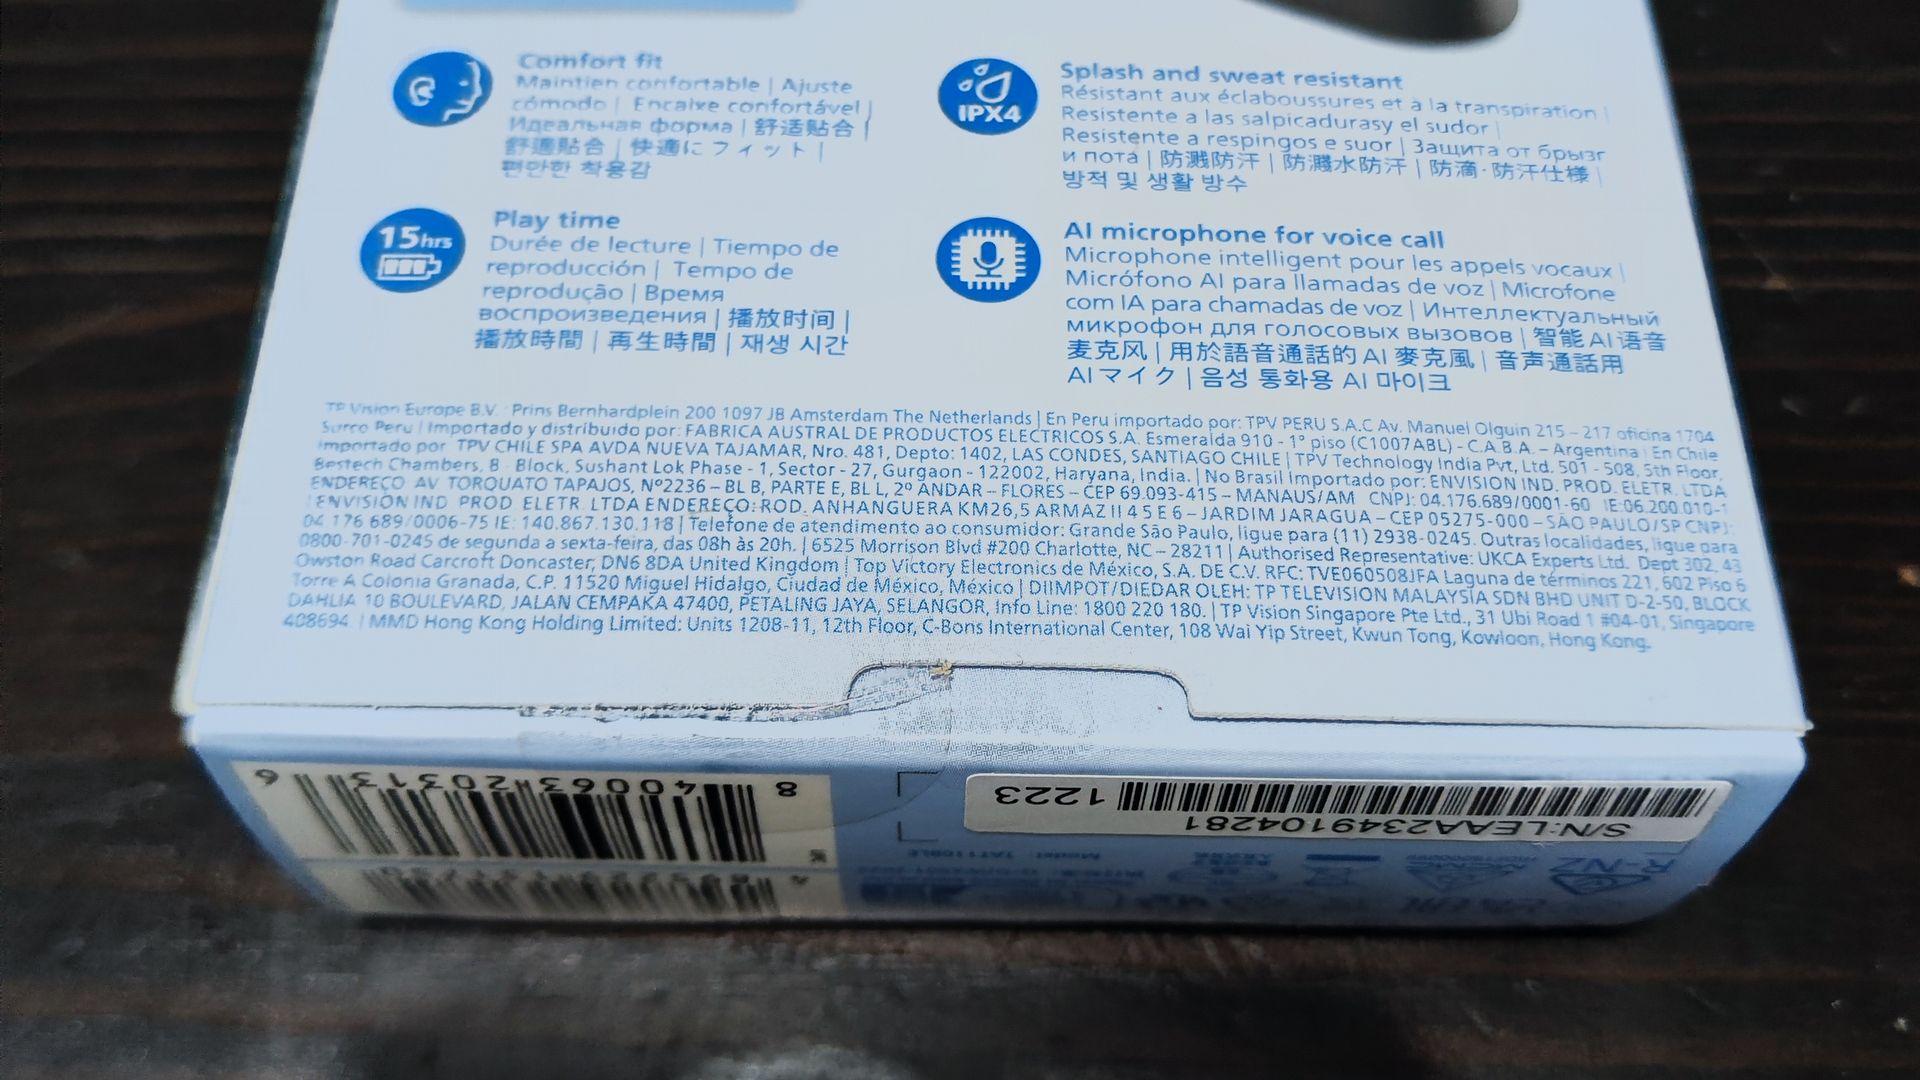 Comfort fit
Maintien confortable | Ajuste
cómodo | Encaixe confortável |
Идеальная форма | 舒适贴合 |
舒適貼合 | 快適にフィット |
편안한 착용감
IPX4
Splash and sweat resistant
Résistant aux éclaboussures et à la transpiration |
Resistente a las salpicadurasy el sudor |
Resistente a respingos e suor | Защита от брызг
и пота | 防溅防汗 | 防濺水防汗 | 防滴·防汗仕様 |
방적 및 생활 방수
15hrs
Play time
Durée de lecture | Tiempo de
reproducción | Tempo de
reprodução | Время
воспроизведения | 播放时间 |
播放時間 | 再生時間 | 재생 시간
AI microphone for voice call
Microphone intelligent pour les appels vocaux |
Micrófono AI para llamadas de voz | Microfone
com IA para chamadas de voz | Интеллектуальный
микрофон для голосовых вызовов | 智能 AI 语音
麦克风 | 用於語音通話的 AI 麥克風 | 音声通話用
AIマイク | 음성 통화용 AI 마이크
TP Vision Europe B.V. Prins Bernhardplein 200 1097 JB Amsterdam The Netherlands | En Peru importado por: TPV PERU S.A.C Av. Manuel Olguin 215 – 217 oficina 1704
Surco Peru | Importado y distribuido por: FABRICA AUSTRAL DE PRODUCTOS ELECTRICOS S.A. Esmeralda 910 - 1° piso (C1007ABL) - C.A.B.A. – Argentina | En Chile
importado por TPV CHILE SPA AVDA NUEVA TAJAMAR, Nro. 481, Depto: 1402, LAS CONDES, SANTIAGO CHILE | TPV Technology India Pvt, Ltd. 501 - 508, 5th Floor,
Bestech Chambers, B - Block, Sushant Lok Phase - 1, Sector - 27, Gurgaon - 122002, Haryana, India. | No Brasil importado por: ENVISION IND. PROD. ELETR. LTDA
ENDEREÇO AV TORQUATO TAPAJOS, Nº2236 – BL B, PARTE E, BL L, 2º ANDAR – FLORES – CEP 69.093-415 – MANAUS/AM CNPJ: 04.176.689/0001-60 IE:06.200.010-1
| ENVISION IND PROD ELETR. LTDA ENDEREÇO: ROD. ANHANGUERA KM26,5 ARMAZ II 4 5 E 6 – JARDIM JARAGUA – CEP 05275-000 – SÃO PAULO/SP CNPJ:
04 176 689/0006-75 IE: 140.867.130.118 | Telefone de atendimento ao consumidor: Grande São Paulo, ligue para (11) 2938-0245. Outras localidades, ligue para
0800-701-0245 de segunda a sexta-feira, das 08h às 20h. | 6525 Morrison Blvd #200 Charlotte, NC – 28211 | Authorised Representative: UKCA Experts Ltd. Dept 302, 43
Owston Road Carcroft Doncaster, DN6 8DA United Kingdom | Top Victory Electronics de México, S.A. DE C.V. RFC: TVE060508JFA Laguna de términos 221, 602 Piso 6
Torre A Colonia Granada, C.P. 11520 Miguel Hidalgo, Ciudad de México, México | DIIMPOT/DIEDAR OLEH: TP TELEVISION MALAYSIA SDN BHD UNIT D-2-50, BLOCK
DAHLIA 10 BOULEVARD, JALAN CEMPAKA 47400, PETALING JAYA, SELANGOR, Info Line: 1800 220 180. | TP Vision Singapore Pte Ltd., 31 Ubi Road 1 #04-01, Singapore
408694. | MMD Hong Kong Holding Limited: Units 1208-11, 12th Floor, C-Bons International Center, 108 Wai Yip Street, Kwun Tong, Kowloon, Hong Kong.
8 40063 20313 6
1223
S/N:LEAA2349104281
R-NZ